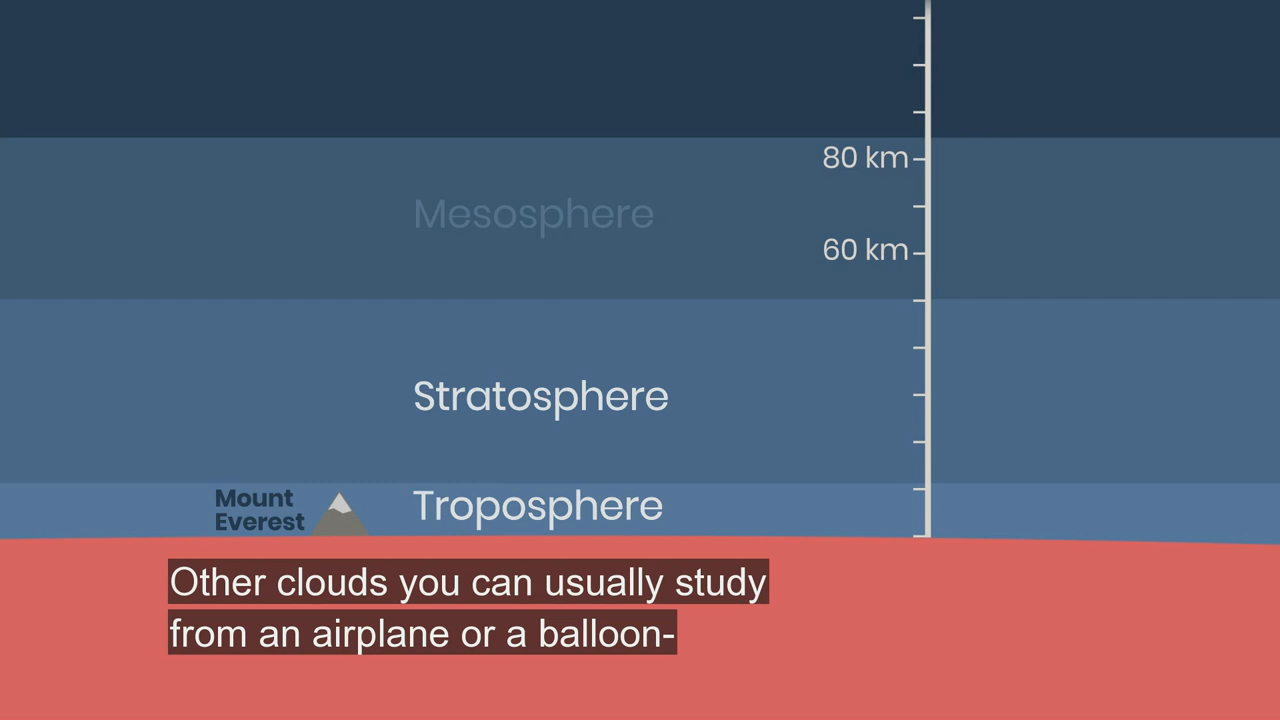 80 km
Mesosphere
60 km
Stratosphere
Mount
Everest
Troposphere
Other clouds you can usually study
from an airplane or a balloon-